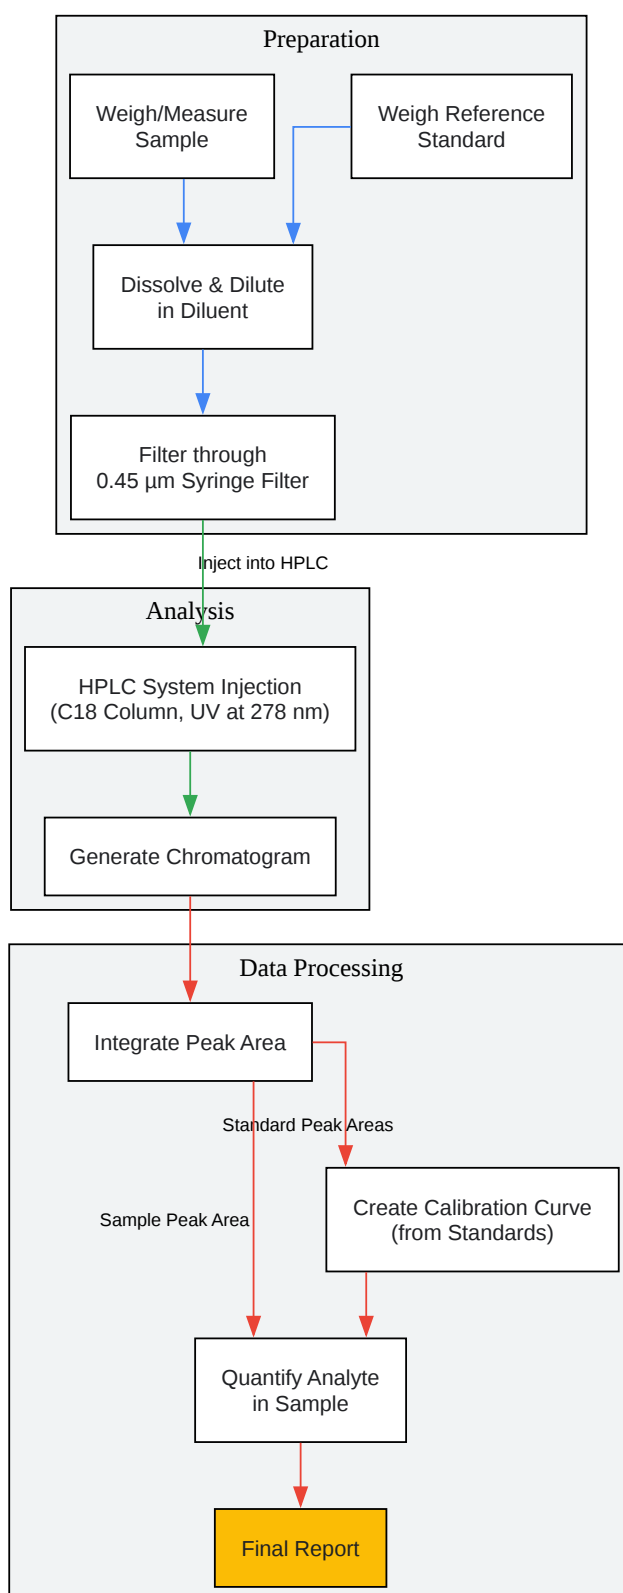 Preparation
Weigh/Measure
Sample
Weigh Reference
Standard
Dissolve & Dilute
in Diluent
Filter through
0.45 µm Syringe Filter
Inject into HPLC
Analysis
HPLC System Injection
(C18 Column, UV at 278 nm)
Generate Chromatogram
Data Processing
Integrate Peak Area
Standard Peak Areas
Create Calibration Curve
(from Standards)
Sample Peak Area
Quantify Analyte
in Sample
Final Report